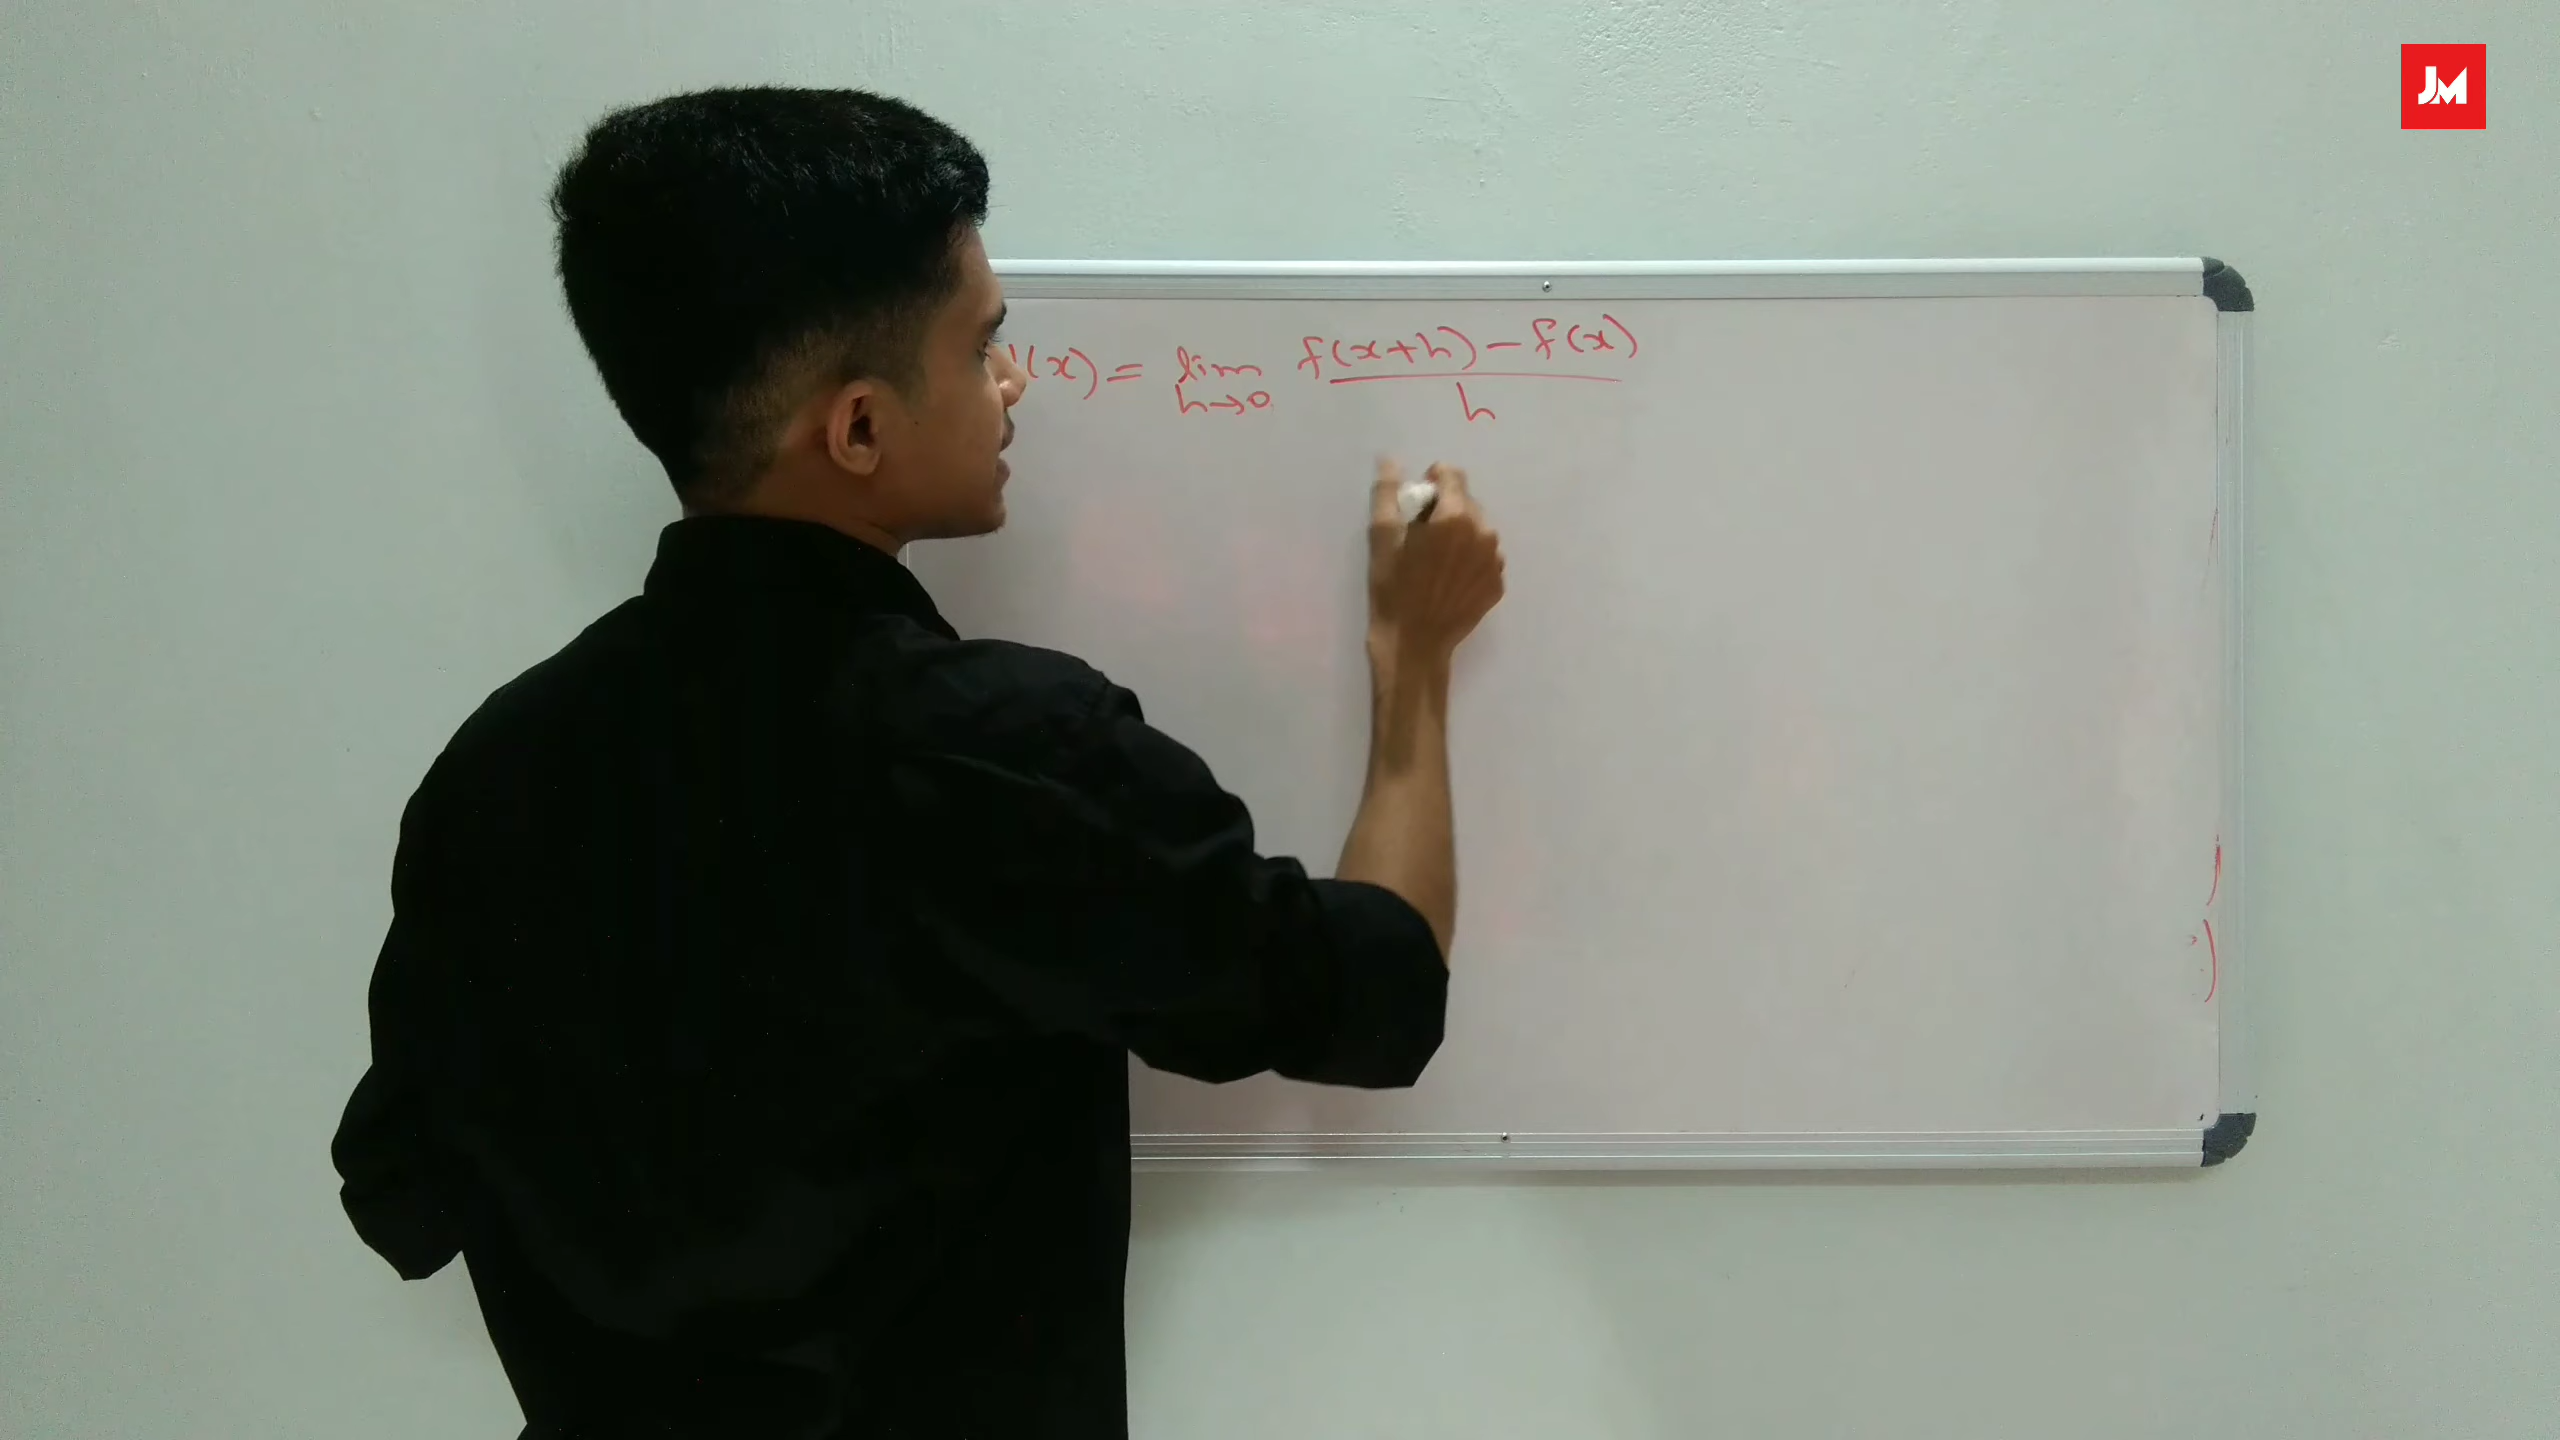 JM
'(x) = lim h→0 f(x+h) - f(x) / h